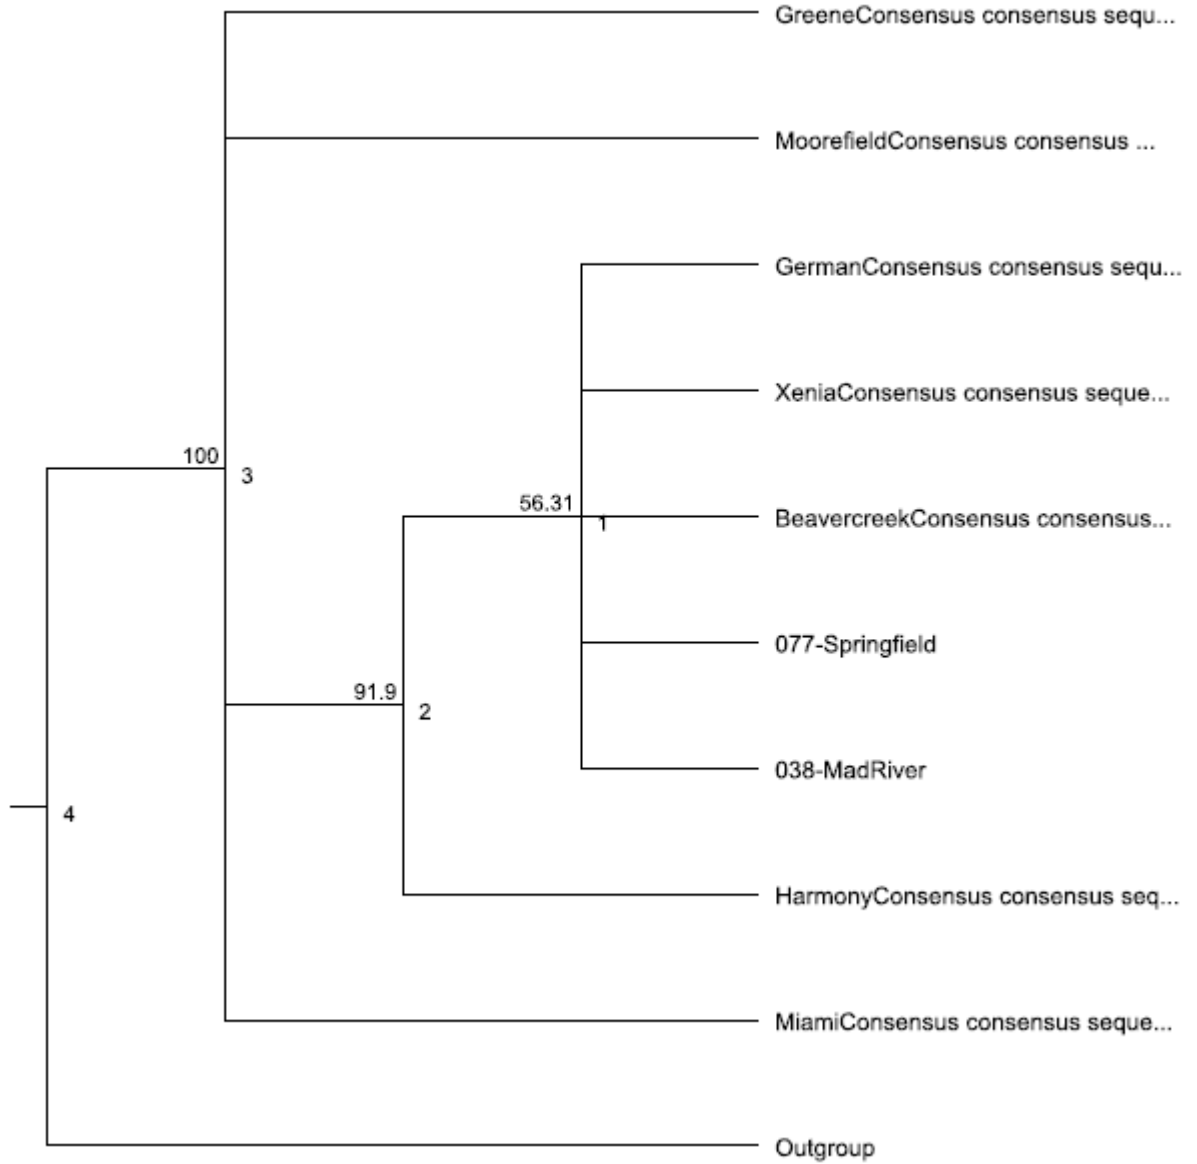 GreeneConsensus consensus sequ...
MoorefieldConsensus consensus ...
GermanConsensus consensus sequ...
XeniaConsensus consensus seque...
100
3
56.31
1
BeavercreekConsensus consensus...
077-Springfield
91.9
2
038-MadRiver
4
HarmonyConsensus consensus seq...
MiamiConsensus consensus seque...
Outgroup